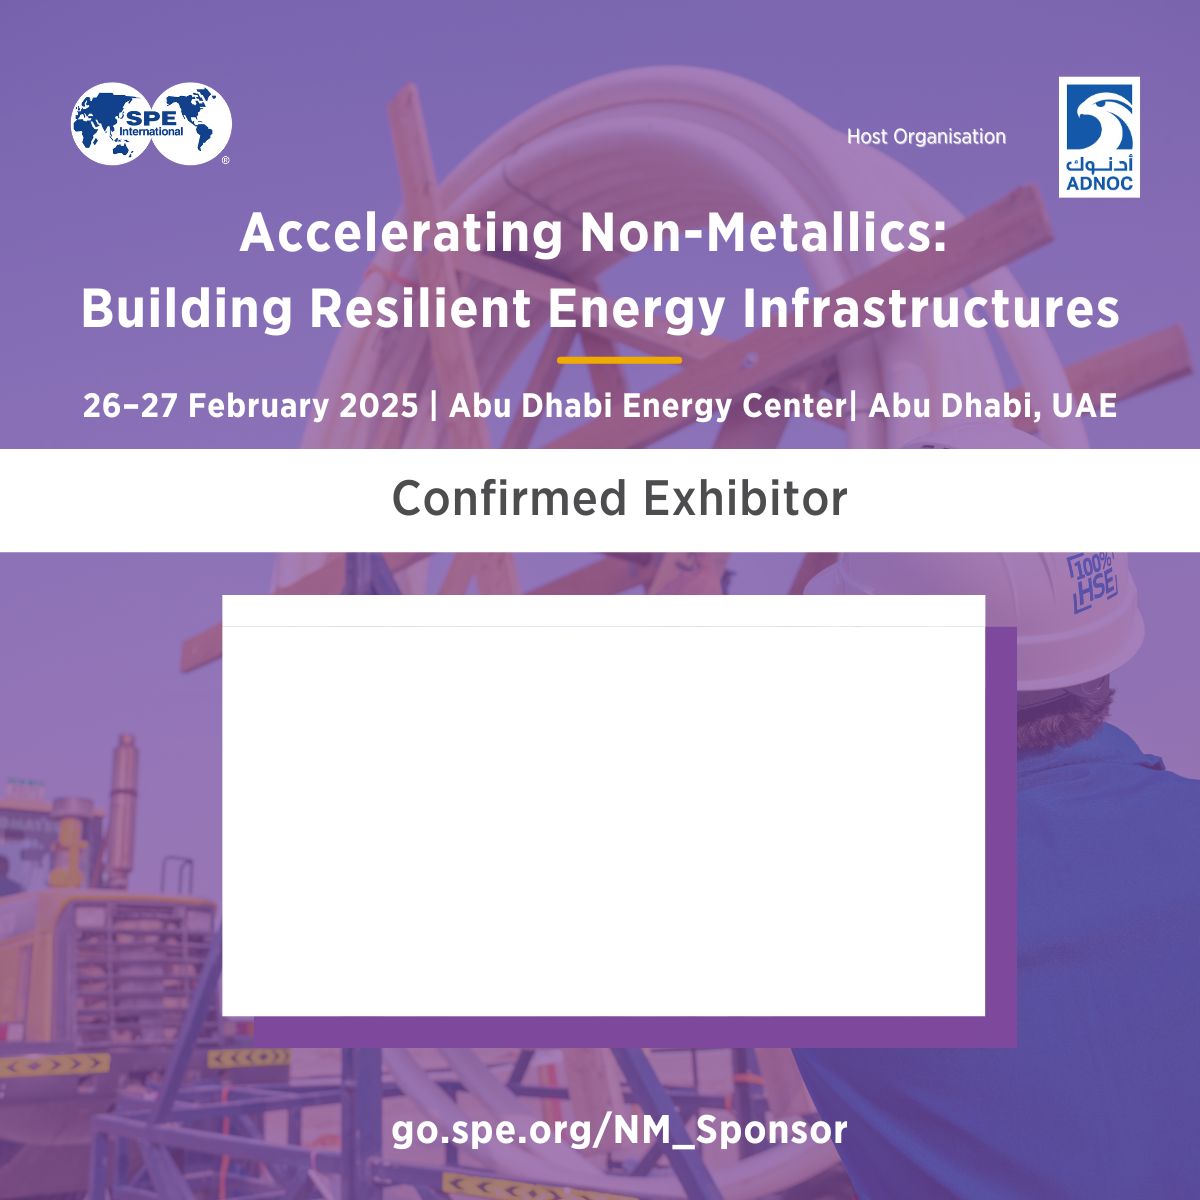 SPE
International
®
Host Organisation
أدنوك
ADNOC
Accelerating Non-Metallics:
Building Resilient Energy Infrastructures
26–27 February 2025 | Abu Dhabi Energy Center| Abu Dhabi, UAE
Confirmed Exhibitor
100%
HSE
go.spe.org/NM_Sponsor